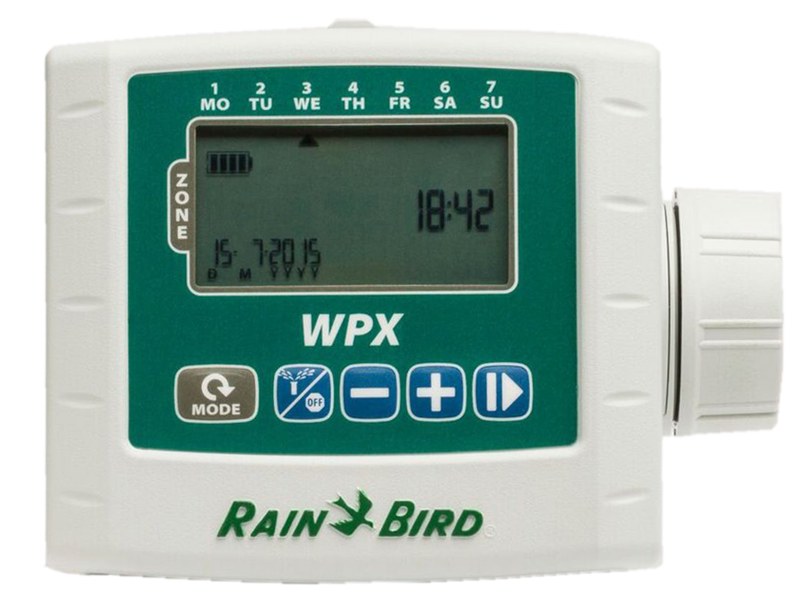 1 2 3 4 5 6 7
MO TU WE TH FR SA SU
ZONE
18:42
15: 7:2015
D M Y Y Y Y
WPX
MODE
OFF
RAIN BIRD